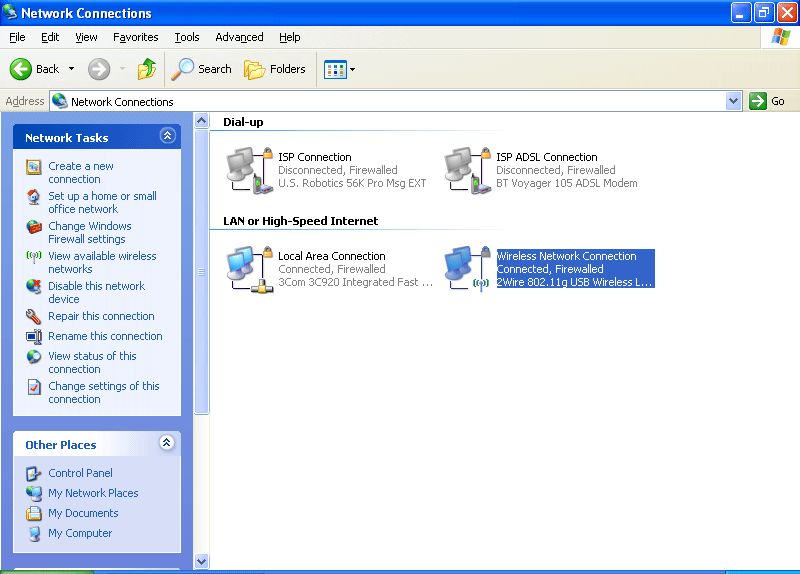 Network Connections
File Edit View Favorites Tools Advanced Help
Back Search Folders
Address Network Connections Go
Network Tasks
Create a new
connection
Set up a home or small
office network
Change Windows
Firewall settings
View available wireless
networks
Disable this network
device
Repair this connection
Rename this connection
View status of this
connection
Change settings of this
connection
Other Places
Control Panel
My Network Places
My Documents
My Computer
Dial-up
ISP Connection
Disconnected, Firewalled
U.S. Robotics 56K Pro Msg EXT
ISP ADSL Connection
Disconnected, Firewalled
BT Voyager 105 ADSL Modem
LAN or High-Speed Internet
Local Area Connection
Connected, Firewalled
3Com 3C920 Integrated Fast ...
Wireless Network Connection
Connected, Firewalled
2Wire 802.11g USB Wireless L...